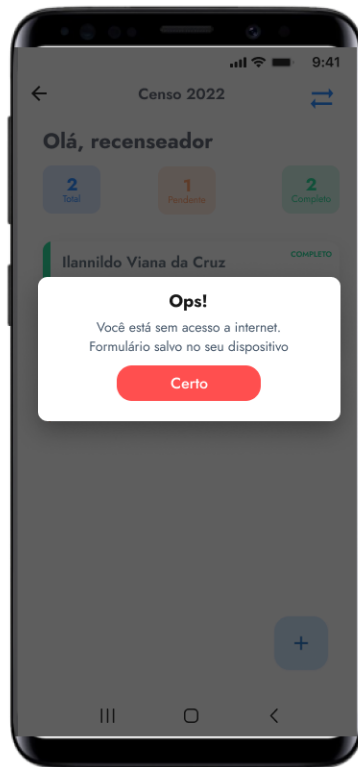 9:41
Censo 2022
Olá, recenseador
2
Total
1
Pendente
2
Completo
Ilannildo Viana da Cruz
COMPLETO
Ops!
Você está sem acesso a internet.
Formulário salvo no seu dispositivo
Certo